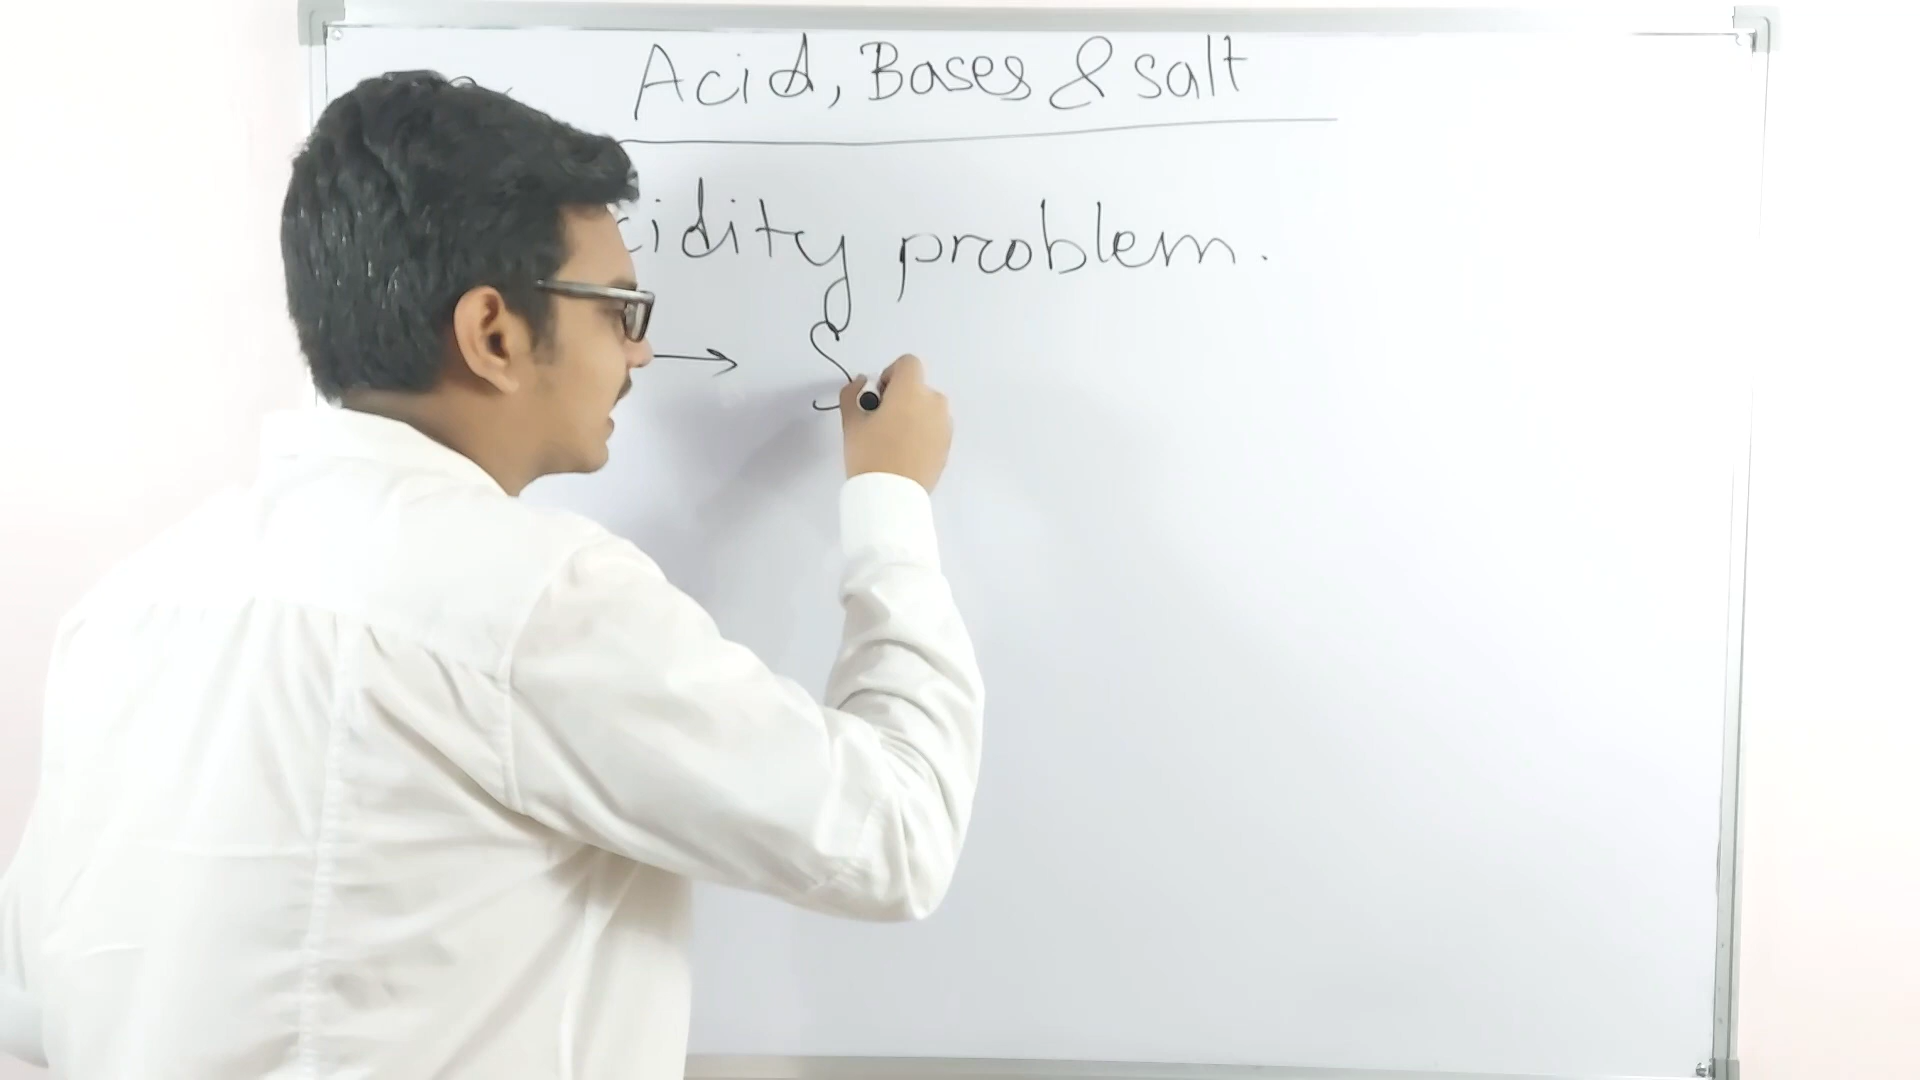 Acid, Bases & salt
cidity problem.
→ S